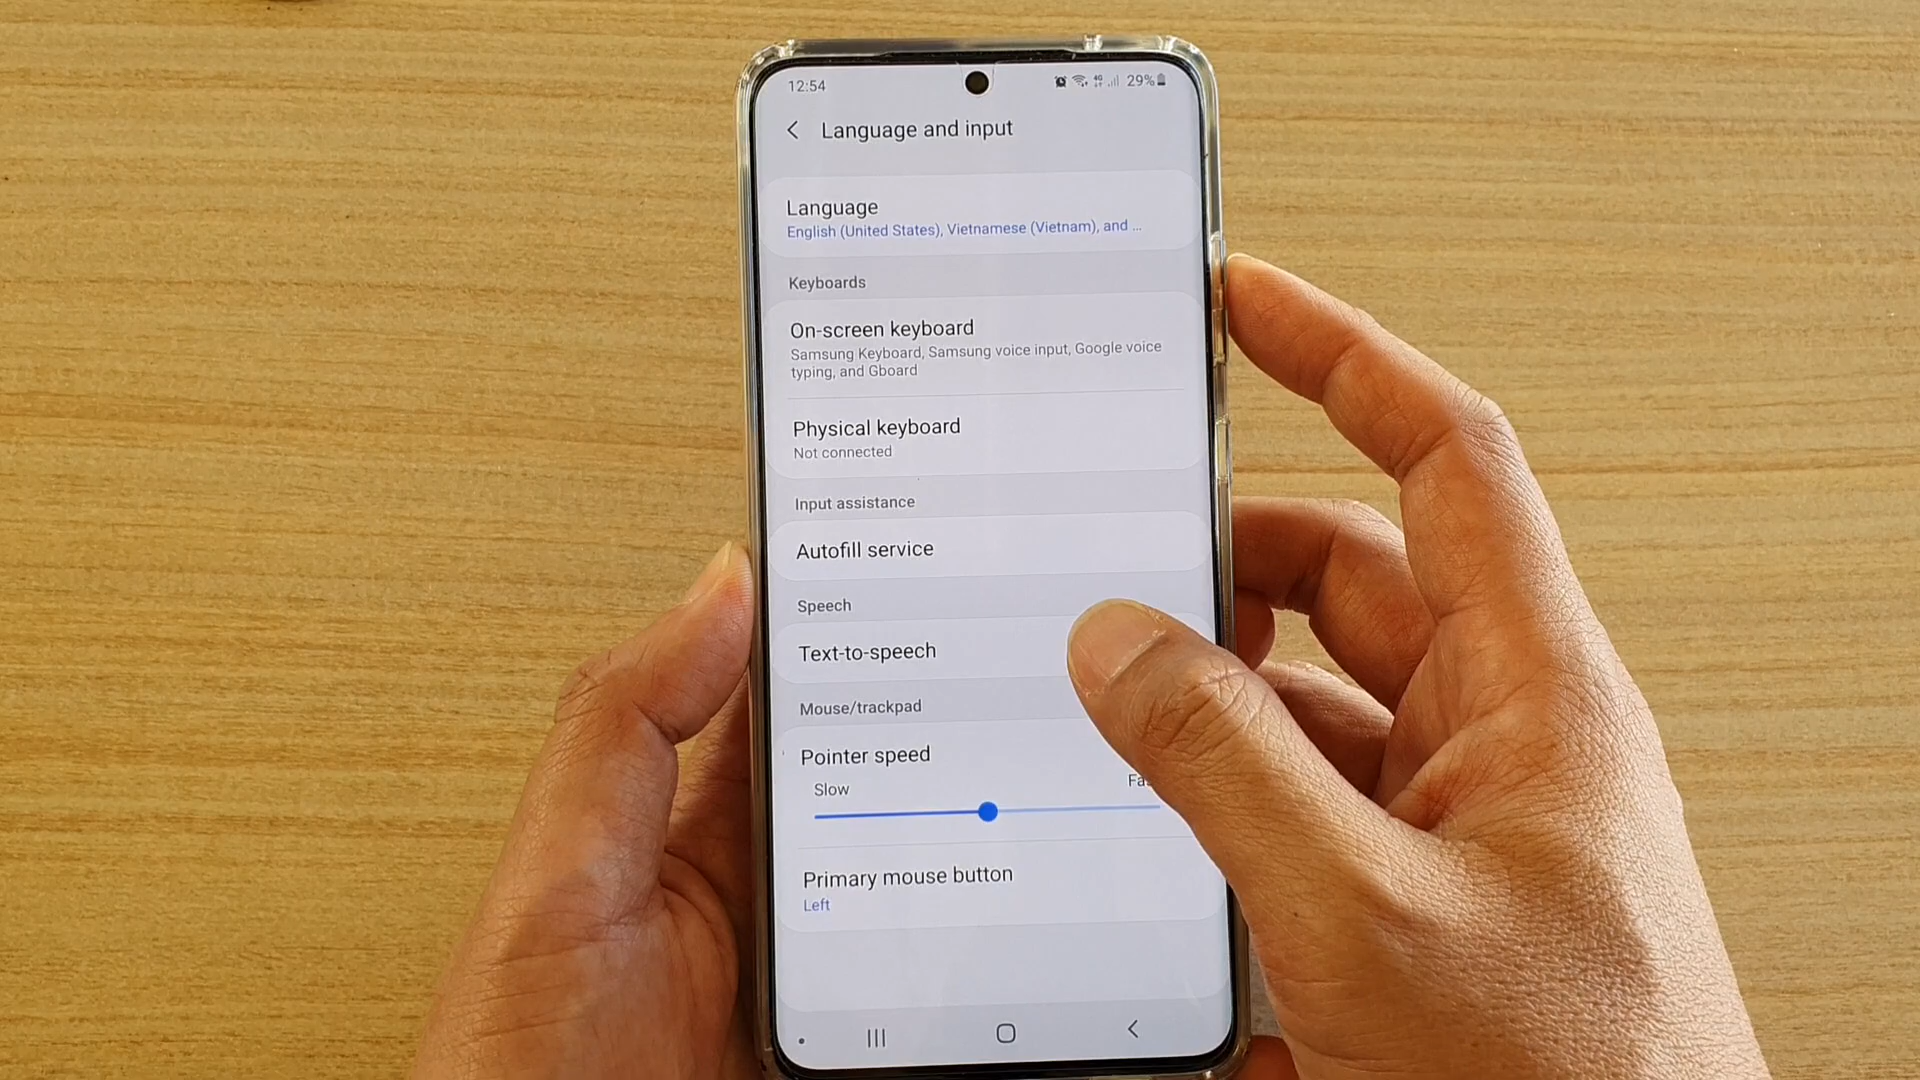 12:54
4G 29%
Language and input
Language
English (United States), Vietnamese (Vietnam), and ...
Keyboards
On-screen keyboard
Samsung Keyboard, Samsung voice input, Google voice
typing, and Gboard
Physical keyboard
Not connected
Input assistance
Autofill service
Speech
Text-to-speech
Mouse/trackpad
Pointer speed
Slow Fas
Primary mouse button
Left